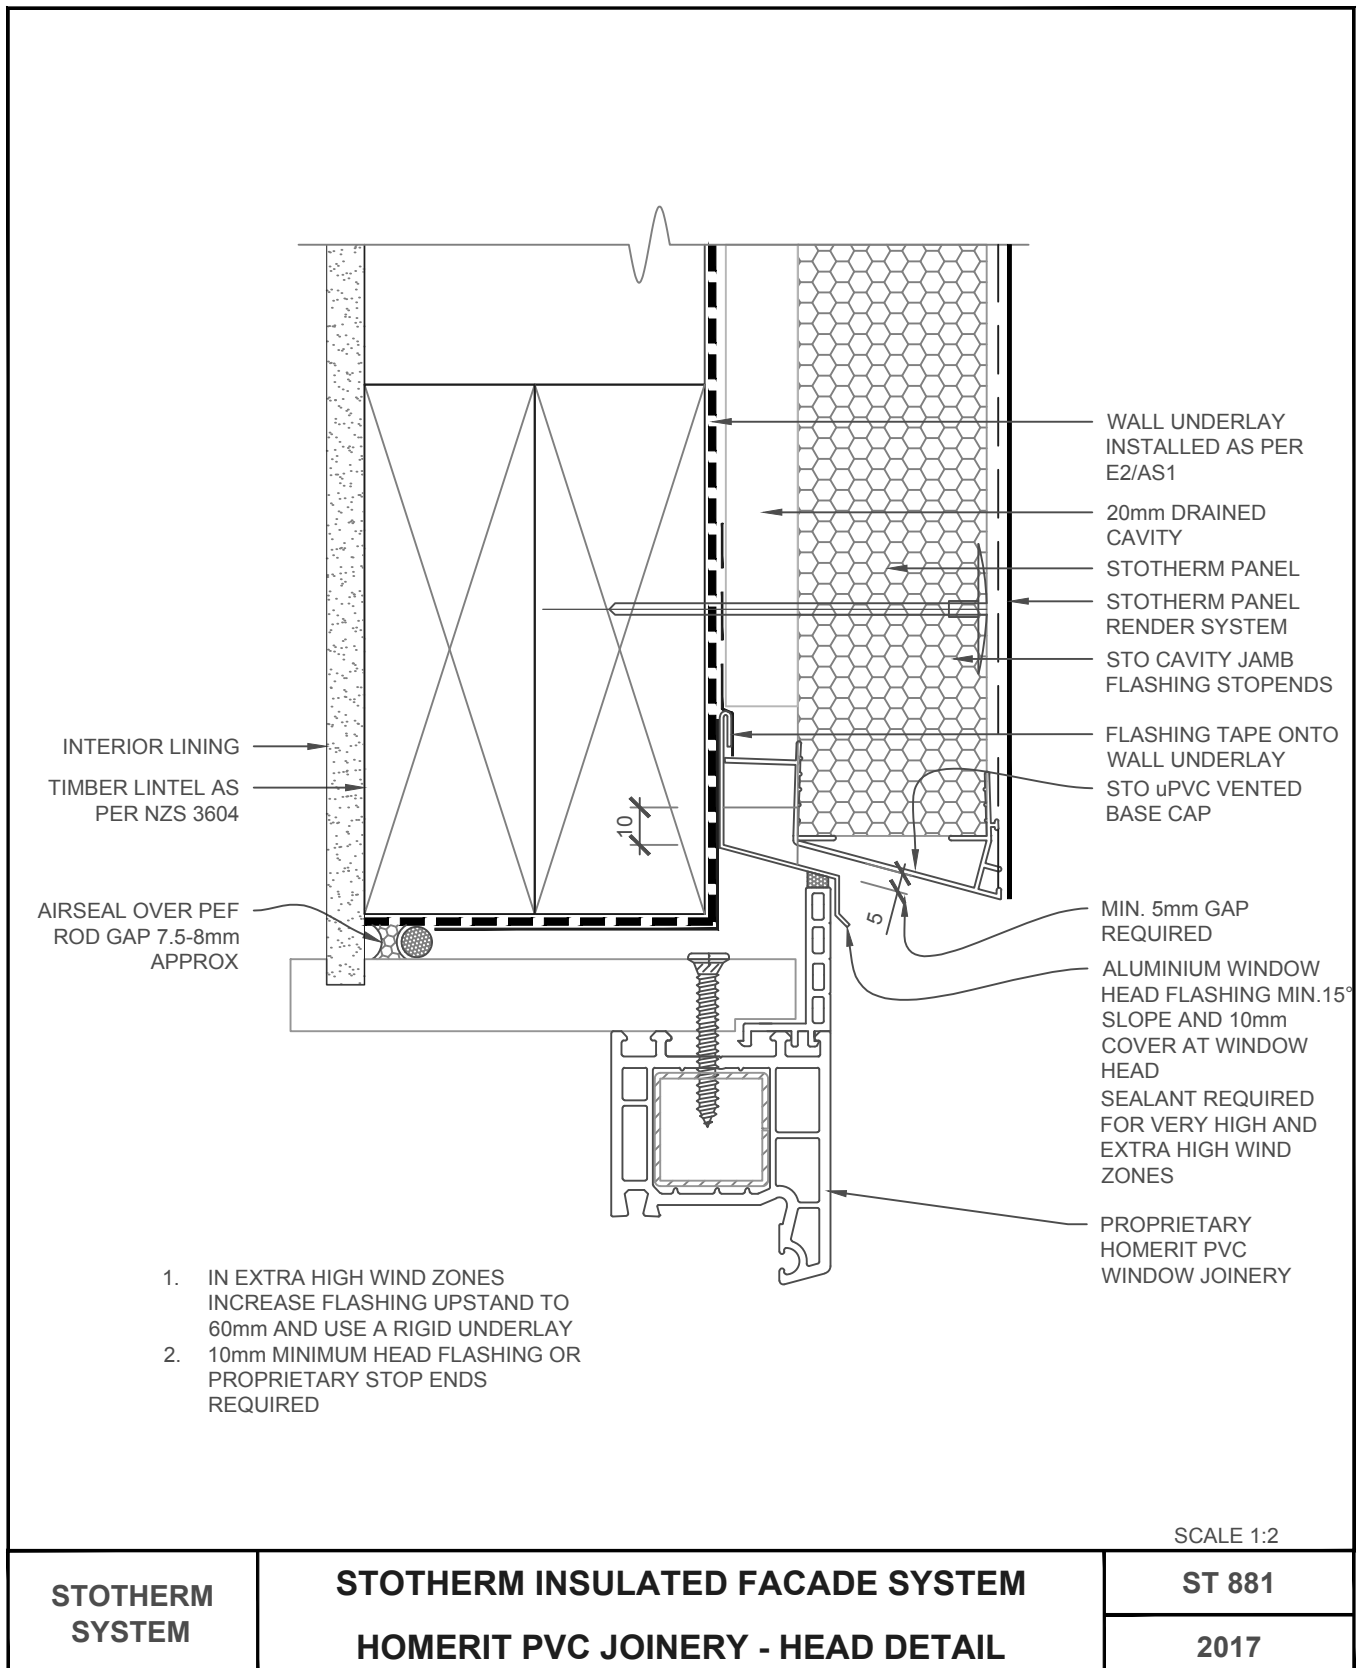 WALL UNDERLAY
INSTALLED AS PER
E2/AS1
20mm DRAINED
CAVITY
STOTHERM PANEL
STOTHERM PANEL
RENDER SYSTEM
STO CAVITY JAMB
FLASHING STOPENDS
FLASHING TAPE ONTO
WALL UNDERLAY
STO uPVC VENTED
BASE CAP
MIN. 5mm GAP
REQUIRED
ALUMINIUM WINDOW
HEAD FLASHING MIN.15°
SLOPE AND 10mm
COVER AT WINDOW
HEAD
SEALANT REQUIRED
FOR VERY HIGH AND
EXTRA HIGH WIND
ZONES
PROPRIETARY
HOMERIT PVC
WINDOW JOINERY
INTERIOR LINING
TIMBER LINTEL AS
PER NZS 3604
AIRSEAL OVER PEF
ROD GAP 7.5-8mm
APPROX
10
5
1. IN EXTRA HIGH WIND ZONES
INCREASE FLASHING UPSTAND TO
60mm AND USE A RIGID UNDERLAY
2. 10mm MINIMUM HEAD FLASHING OR
PROPRIETARY STOP ENDS
REQUIRED
SCALE 1:2
STOTHERM
SYSTEM
STOTHERM INSULATED FACADE SYSTEM
HOMERIT PVC JOINERY - HEAD DETAIL
ST 881
2017